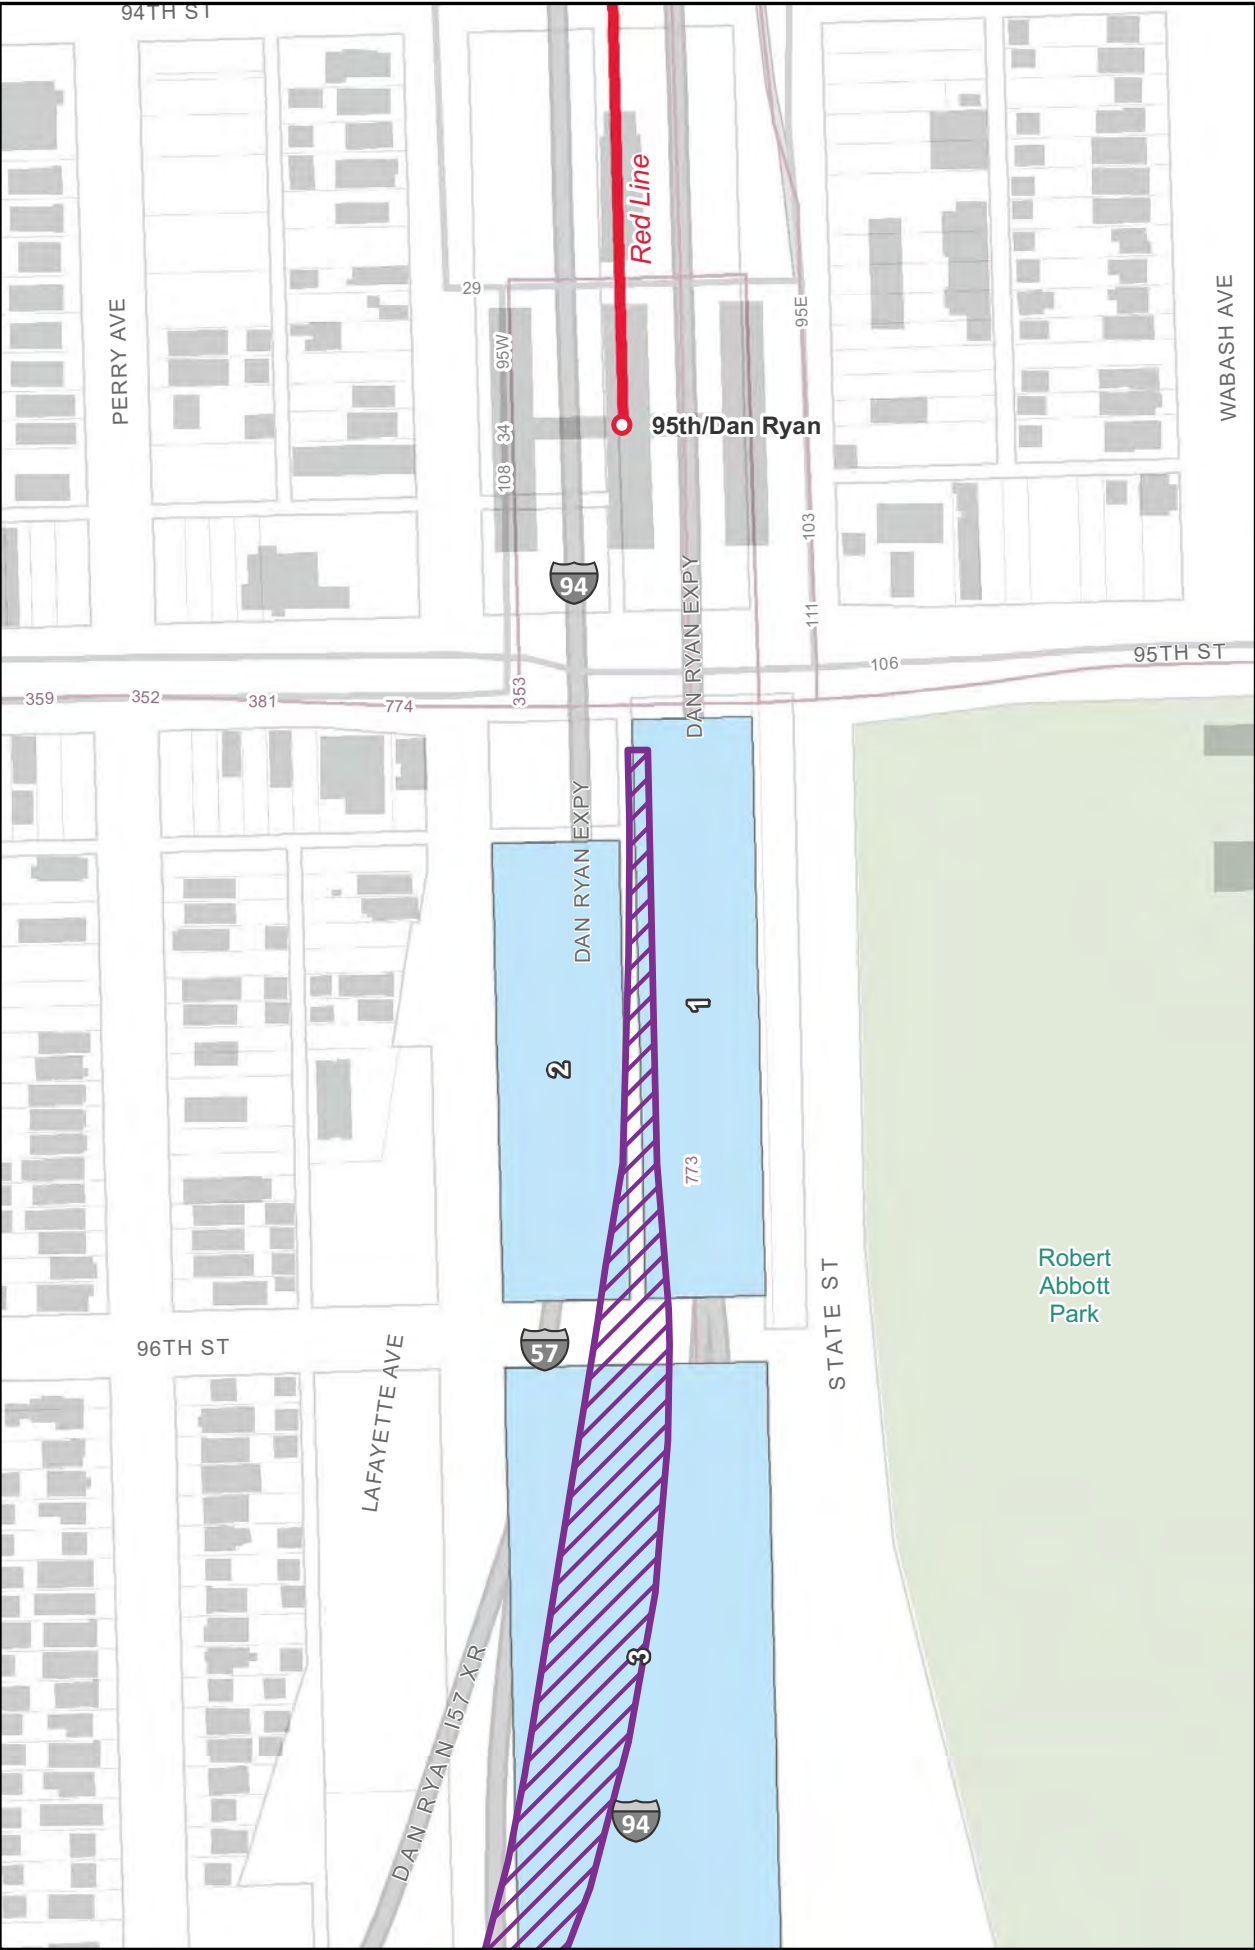 94TH ST
Red Line
29
PERRY AVE
95W
95E
WABASH AVE
34
95th/Dan Ryan
108
103
94
DAN RYAN EXPY
111
106
95TH ST
359
352
381
774
353
DAN RYAN EXPY
1
2
773
Robert
Abbott
Park
96TH ST
57
STATE ST
LAFAYETTE AVE
3
DAN RYAN I57 XR
94